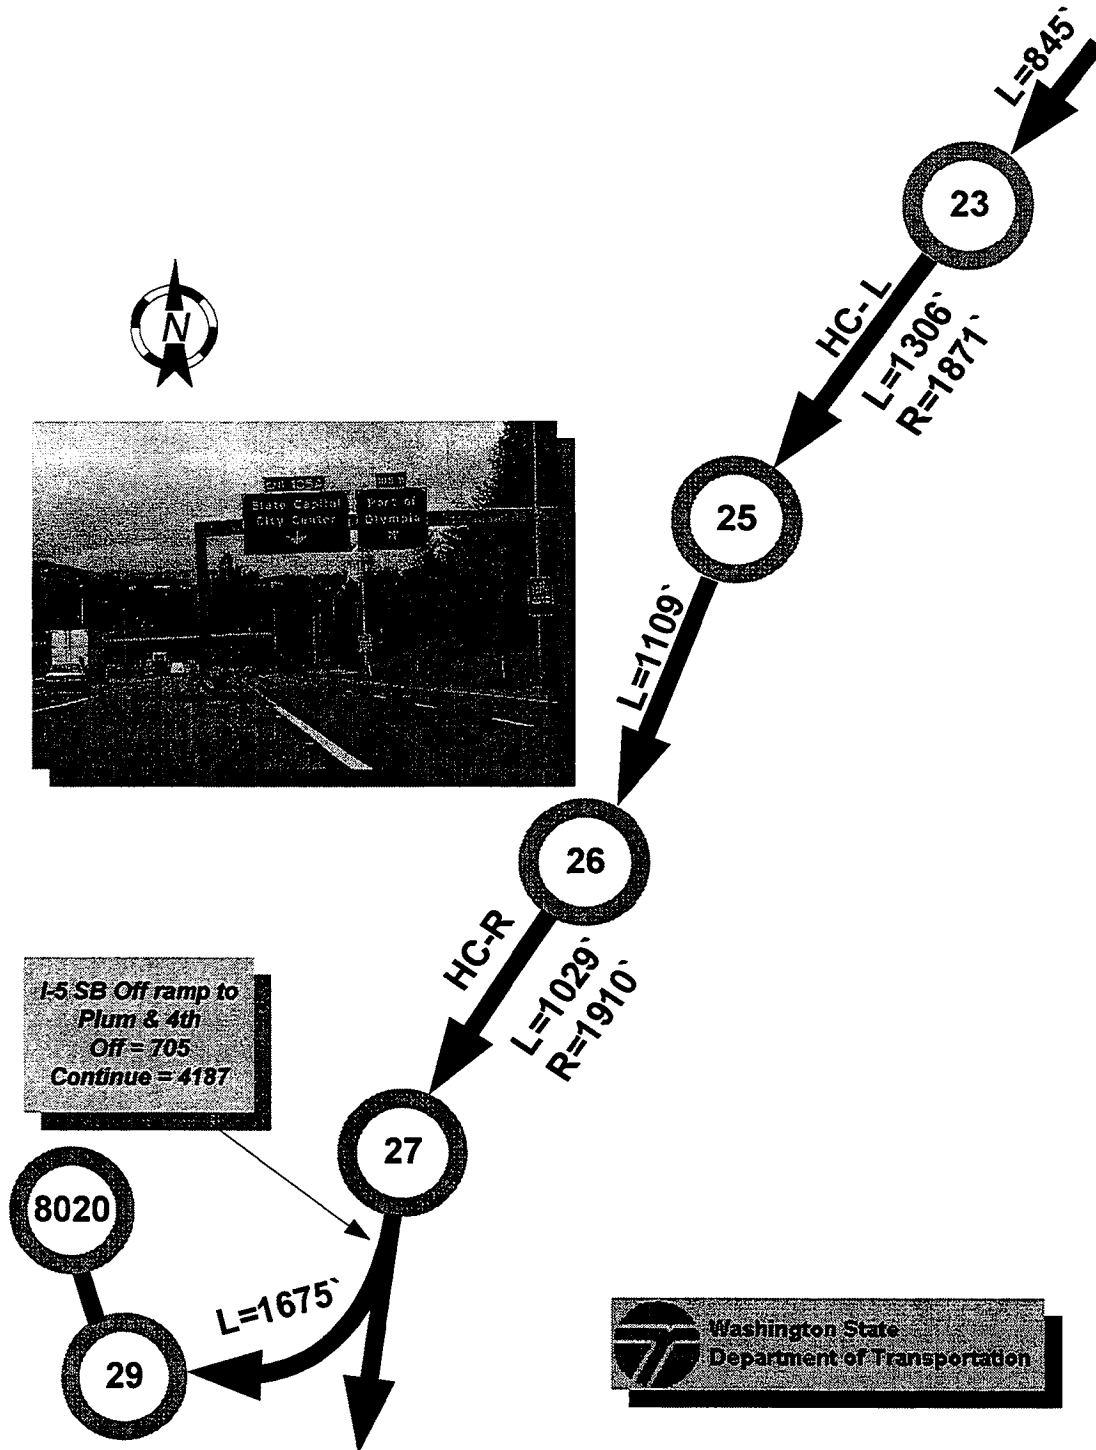 L=845`
23
HC- L
L=1306`
R=1871`
N
State Capital
City Center
Port of
Olympia
25
L=1109`
26
HC-R
L=1029`
R=1910`
I-5 SB Off ramp to
Plum & 4th
Off = 705
Continue = 4187
27
8020
L=1675`
29
Washington State
Department of Transportation